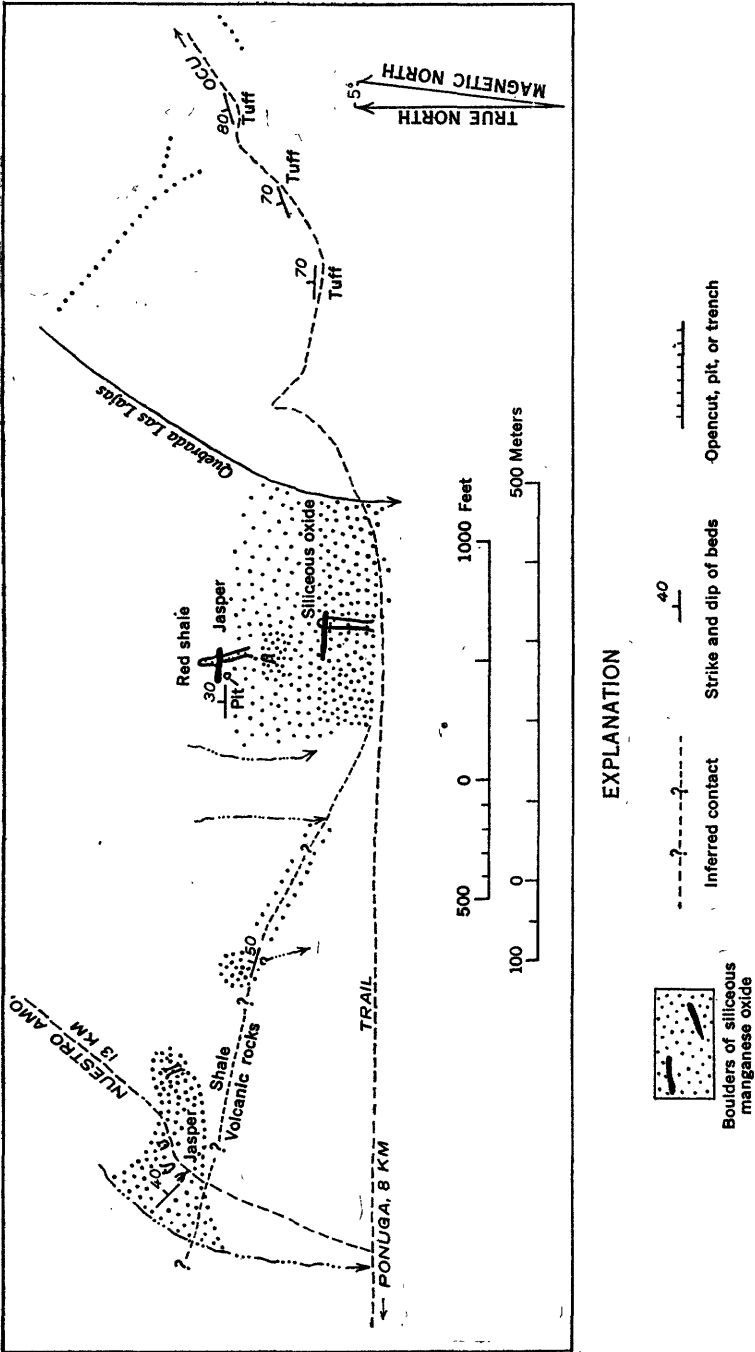 NUESTRO AMO,
13 KM
40
Jasper
?
?
Shale
Volcanic rocks
?
50
?
TRAIL
← PONUGA, 8 KM
Red shale
30
Pit
Jasper
Siliceous oxide
Quebrada Las Lajas
70
Tuff
70
Tuff
80
Tuff
OCU
5°
TRUE NORTH
MAGNETIC NORTH
500 0 1000 Feet
100 0 500 Meters
EXPLANATION
Boulders of siliceous
manganese oxide
? ?
Inferred contact
40
Strike and dip of beds
Opencut, pit, or trench